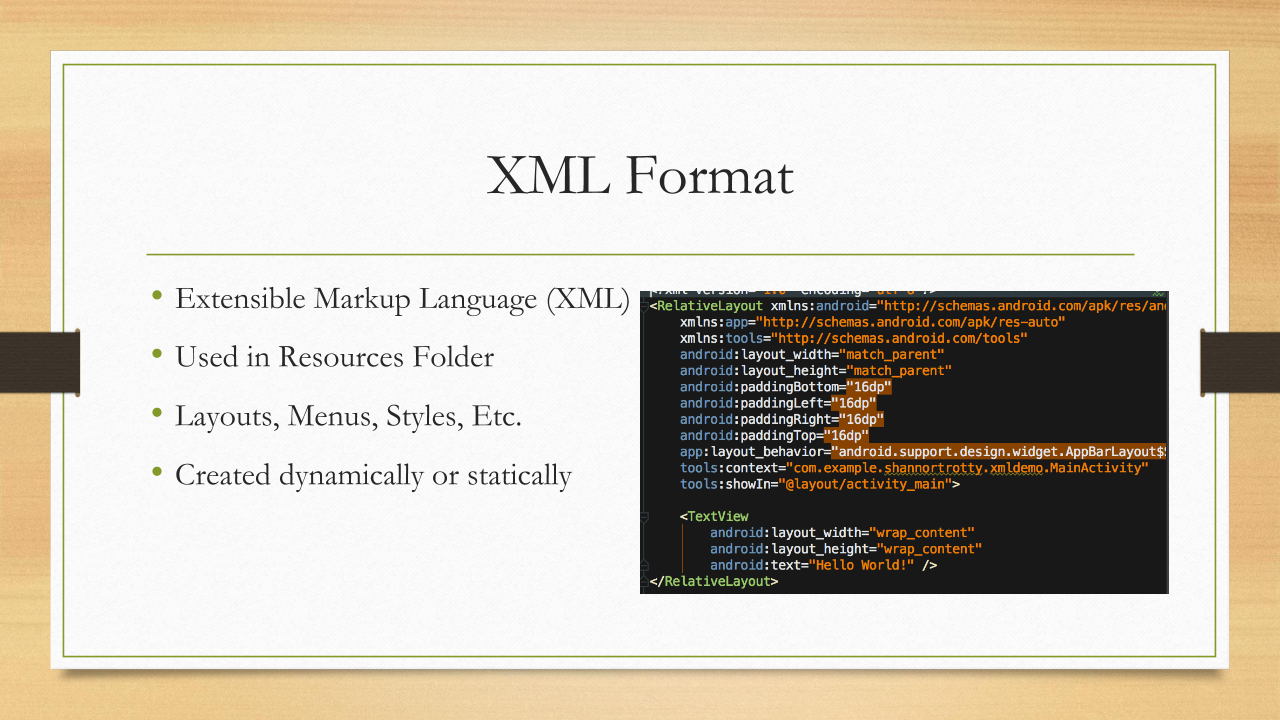 XML Format
• Extensible Markup Language (XML)
• Used in Resources Folder
• Layouts, Menus, Styles, Etc.
• Created dynamically or statically
<RelativeLayout xmlns:android="http://schemas.android.com/apk/res/an
xmlns:app="http://schemas.android.com/apk/res-auto"
xmlns:tools="http://schemas.android.com/tools"
android:layout_width="match_parent"
android:layout_height="match_parent"
android:paddingBottom="16dp"
android:paddingLeft="16dp"
android:paddingRight="16dp"
android:paddingTop="16dp"
app:layout_behavior="android.support.design.widget.AppBarLayout$
tools:context="com.example.shannortrotty.xmldemo.MainActivity"
tools:showIn="@layout/activity_main">
<TextView
android:layout_width="wrap_content"
android:layout_height="wrap_content"
android:text="Hello World!" />
</RelativeLayout>